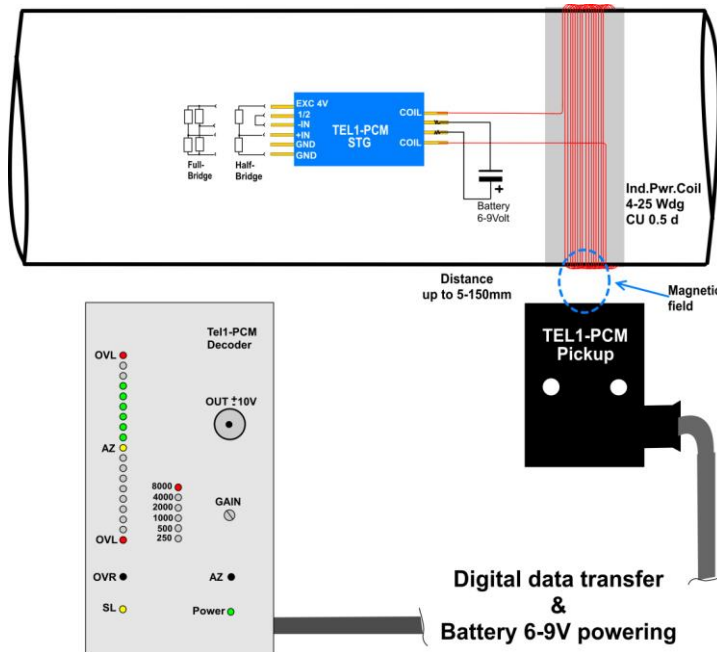 EXC 4V
1/2
-IN
+IN
GND
GND
TEL1-PCM
STG
COIL
COIL
Full-
Bridge
Half-
Bridge
+
Battery
6-9Volt
Ind.Pwr.Coil
4-25 Wdg
CU 0.5 d
Distance
up to 5-150mm
Magnetic
field
TEL1-PCM
Pickup
Tel1-PCM
Decoder
OVL
OUT ±10V
AZ
8000
4000
2000
1000
500
250
GAIN
OVL
OVR
AZ
SL
Power
Digital data transfer
&
Battery 6-9V powering